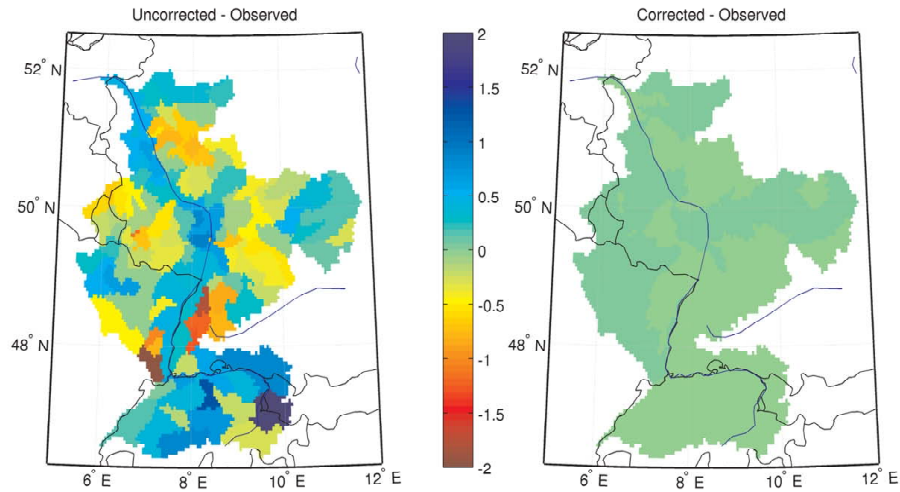 Uncorrected - Observed
52° N
50° N
48° N
6° E
8° E
10° E
12° E
2
1.5
1
0.5
0
-0.5
-1
-1.5
-2
Corrected - Observed
52° N
50° N
48° N
6° E
8° E
10° E
12° E